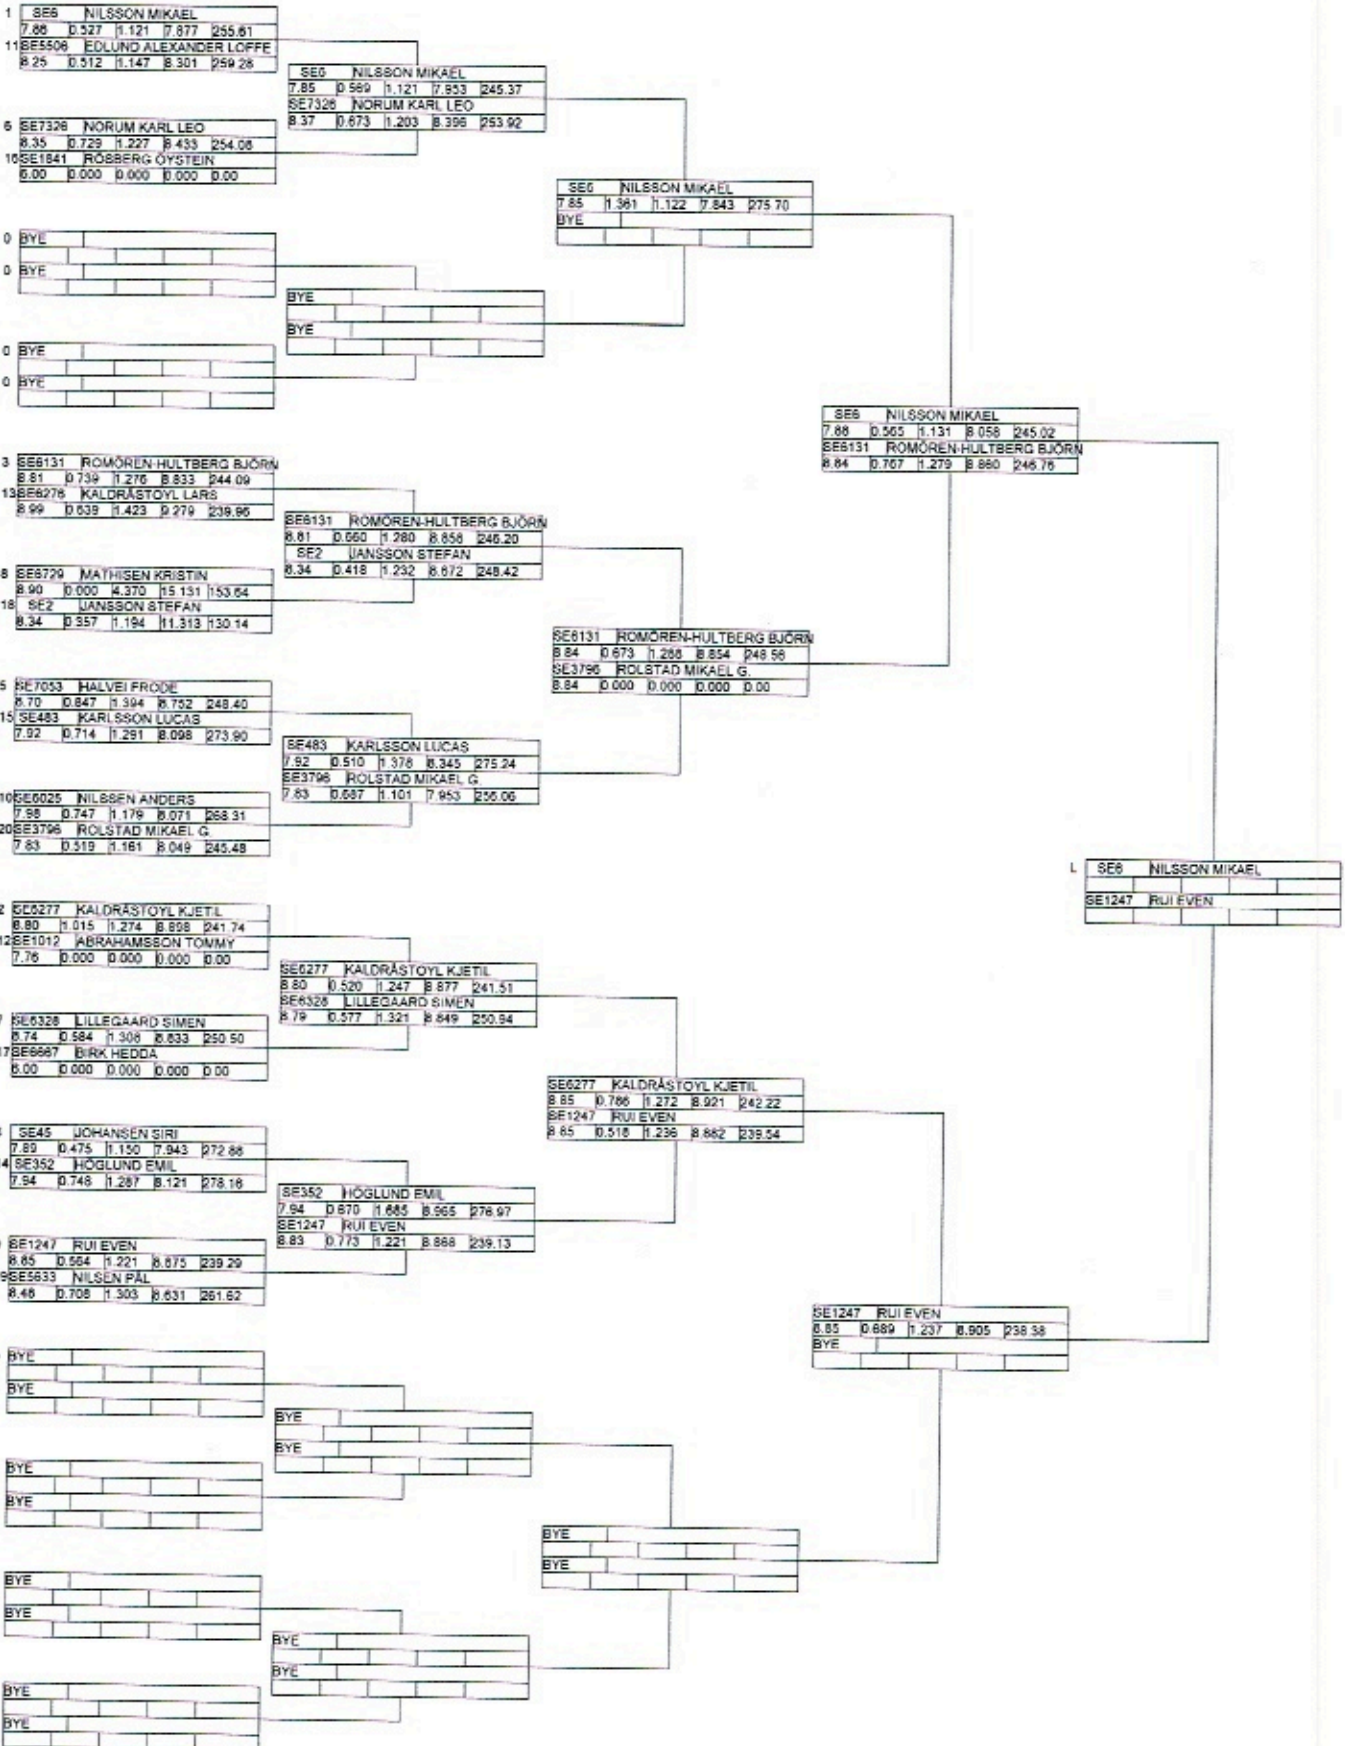 1 SE6 NILSSON MIKAEL
7.88 0.527 1.121 7.877 255.61
11 SE5506 EDLUND ALEXANDER LOFFE
8.25 0.512 1.147 8.301 259.28
6 SE7326 NORUM KARL LEO
8.35 0.729 1.227 8.433 254.08
16 SE1841 RÖSBERG ÖYSTEIN
6.00 0.000 0.000 0.000 0.00
0 BYE
0 BYE
0 BYE
0 BYE
3 SE6131 ROMÖREN-HULTBERG BJÖRN
8.81 0.739 1.276 8.833 244.09
13 SE6276 KALDRÅSTOYL LARS
8.99 0.639 1.423 9.279 239.96
8 SE6729 MATHISEN KRISTIN
8.90 0.000 4.370 15.131 153.64
18 SE2 JANSSON STEFAN
8.34 0.357 1.194 11.313 130.14
5 SE7053 HALVEI FRODE
8.70 0.847 1.394 8.752 248.40
15 SE483 KARLSSON LUCAS
7.92 0.714 1.291 8.098 273.90
10 SE6025 NILSSEN ANDERS
7.98 0.747 1.179 8.071 268.31
20 SE3796 ROLSTAD MIKAEL G.
7.83 0.519 1.161 8.049 245.48
2 SE6277 KALDRÅSTOYL KJETIL
8.80 1.015 1.274 8.898 241.74
12 SE1012 ABRAHAMSSON TOMMY
7.76 0.000 0.000 0.000 0.00
7 SE6328 LILLEGAARD SIMEN
8.74 0.584 1.308 8.833 250.50
17 SE6667 BIRK HEDDA
6.00 0.000 0.000 0.000 0.00
SE45 JOHANSEN SIRI
7.89 0.475 1.150 7.943 272.88
14 SE352 HÖGLUND EMIL
7.94 0.748 1.287 8.121 278.16
SE1247 RUI EVEN
8.85 0.564 1.221 8.875 239.29
9 SE5633 NILSEN PÅL
8.48 0.708 1.303 8.631 261.62
BYE
BYE
BYE
BYE
BYE
BYE
BYE
BYE
SE6 NILSSON MIKAEL
7.85 0.569 1.121 7.953 245.37
SE7326 NORUM KARL LEO
8.37 0.673 1.203 8.396 253.92
BYE
BYE
SE6131 ROMÖREN-HULTBERG BJÖRN
8.81 0.660 1.280 8.858 246.20
SE2 JANSSON STEFAN
8.34 0.418 1.232 8.672 248.42
SE483 KARLSSON LUCAS
7.92 0.510 1.378 8.345 275.24
SE3796 ROLSTAD MIKAEL G.
7.83 0.687 1.101 7.953 256.06
SE6277 KALDRÅSTOYL KJETIL
8.80 0.520 1.247 8.877 241.51
SE6328 LILLEGAARD SIMEN
8.79 0.577 1.321 8.849 250.94
SE352 HÖGLUND EMIL
7.94 0.670 1.685 8.965 276.97
SE1247 RUI EVEN
8.83 0.773 1.221 8.868 239.13
BYE
BYE
BYE
BYE
SE6 NILSSON MIKAEL
7.85 1.361 1.122 7.843 275.70
BYE
SE6131 ROMÖREN-HULTBERG BJÖRN
8.84 0.673 1.288 8.854 248.56
SE3796 ROLSTAD MIKAEL G.
8.84 0.000 0.000 0.000 0.00
SE6277 KALDRÅSTOYL KJETIL
8.85 0.786 1.272 8.921 242.22
SE1247 RUI EVEN
8.85 0.518 1.236 8.882 239.54
BYE
BYE
SE6 NILSSON MIKAEL
7.88 0.565 1.131 8.058 245.02
SE6131 ROMÖREN-HULTBERG BJÖRN
8.84 0.767 1.279 8.860 246.76
SE1247 RUI EVEN
8.85 0.689 1.237 8.905 238.38
BYE
L SE6 NILSSON MIKAEL
SE1247 RUI EVEN